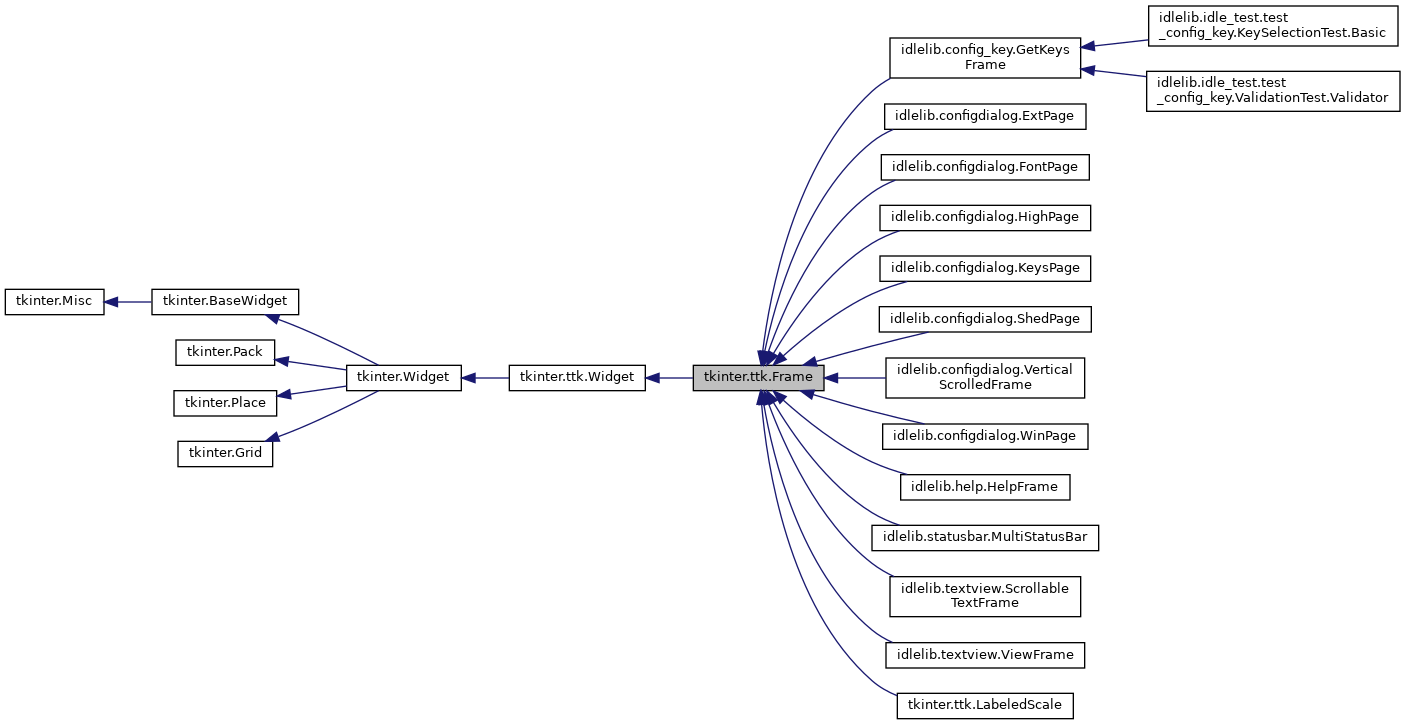 idlelib.idle_test.test
_config_key.KeySelectionTest.Basic
idlelib.config_key.GetKeys
Frame
idlelib.idle_test.test
_config_key.ValidationTest.Validator
idlelib.configdialog.ExtPage
idlelib.configdialog.FontPage
idlelib.configdialog.HighPage
idlelib.configdialog.KeysPage
tkinter.Misc
tkinter.BaseWidget
idlelib.configdialog.ShedPage
tkinter.Pack
tkinter.Widget
tkinter.ttk.Widget
tkinter.ttk.Frame
idlelib.configdialog.Vertical
ScrolledFrame
tkinter.Place
idlelib.configdialog.WinPage
tkinter.Grid
idlelib.help.HelpFrame
idlelib.statusbar.MultiStatusBar
idlelib.textview.Scrollable
TextFrame
idlelib.textview.ViewFrame
tkinter.ttk.LabeledScale